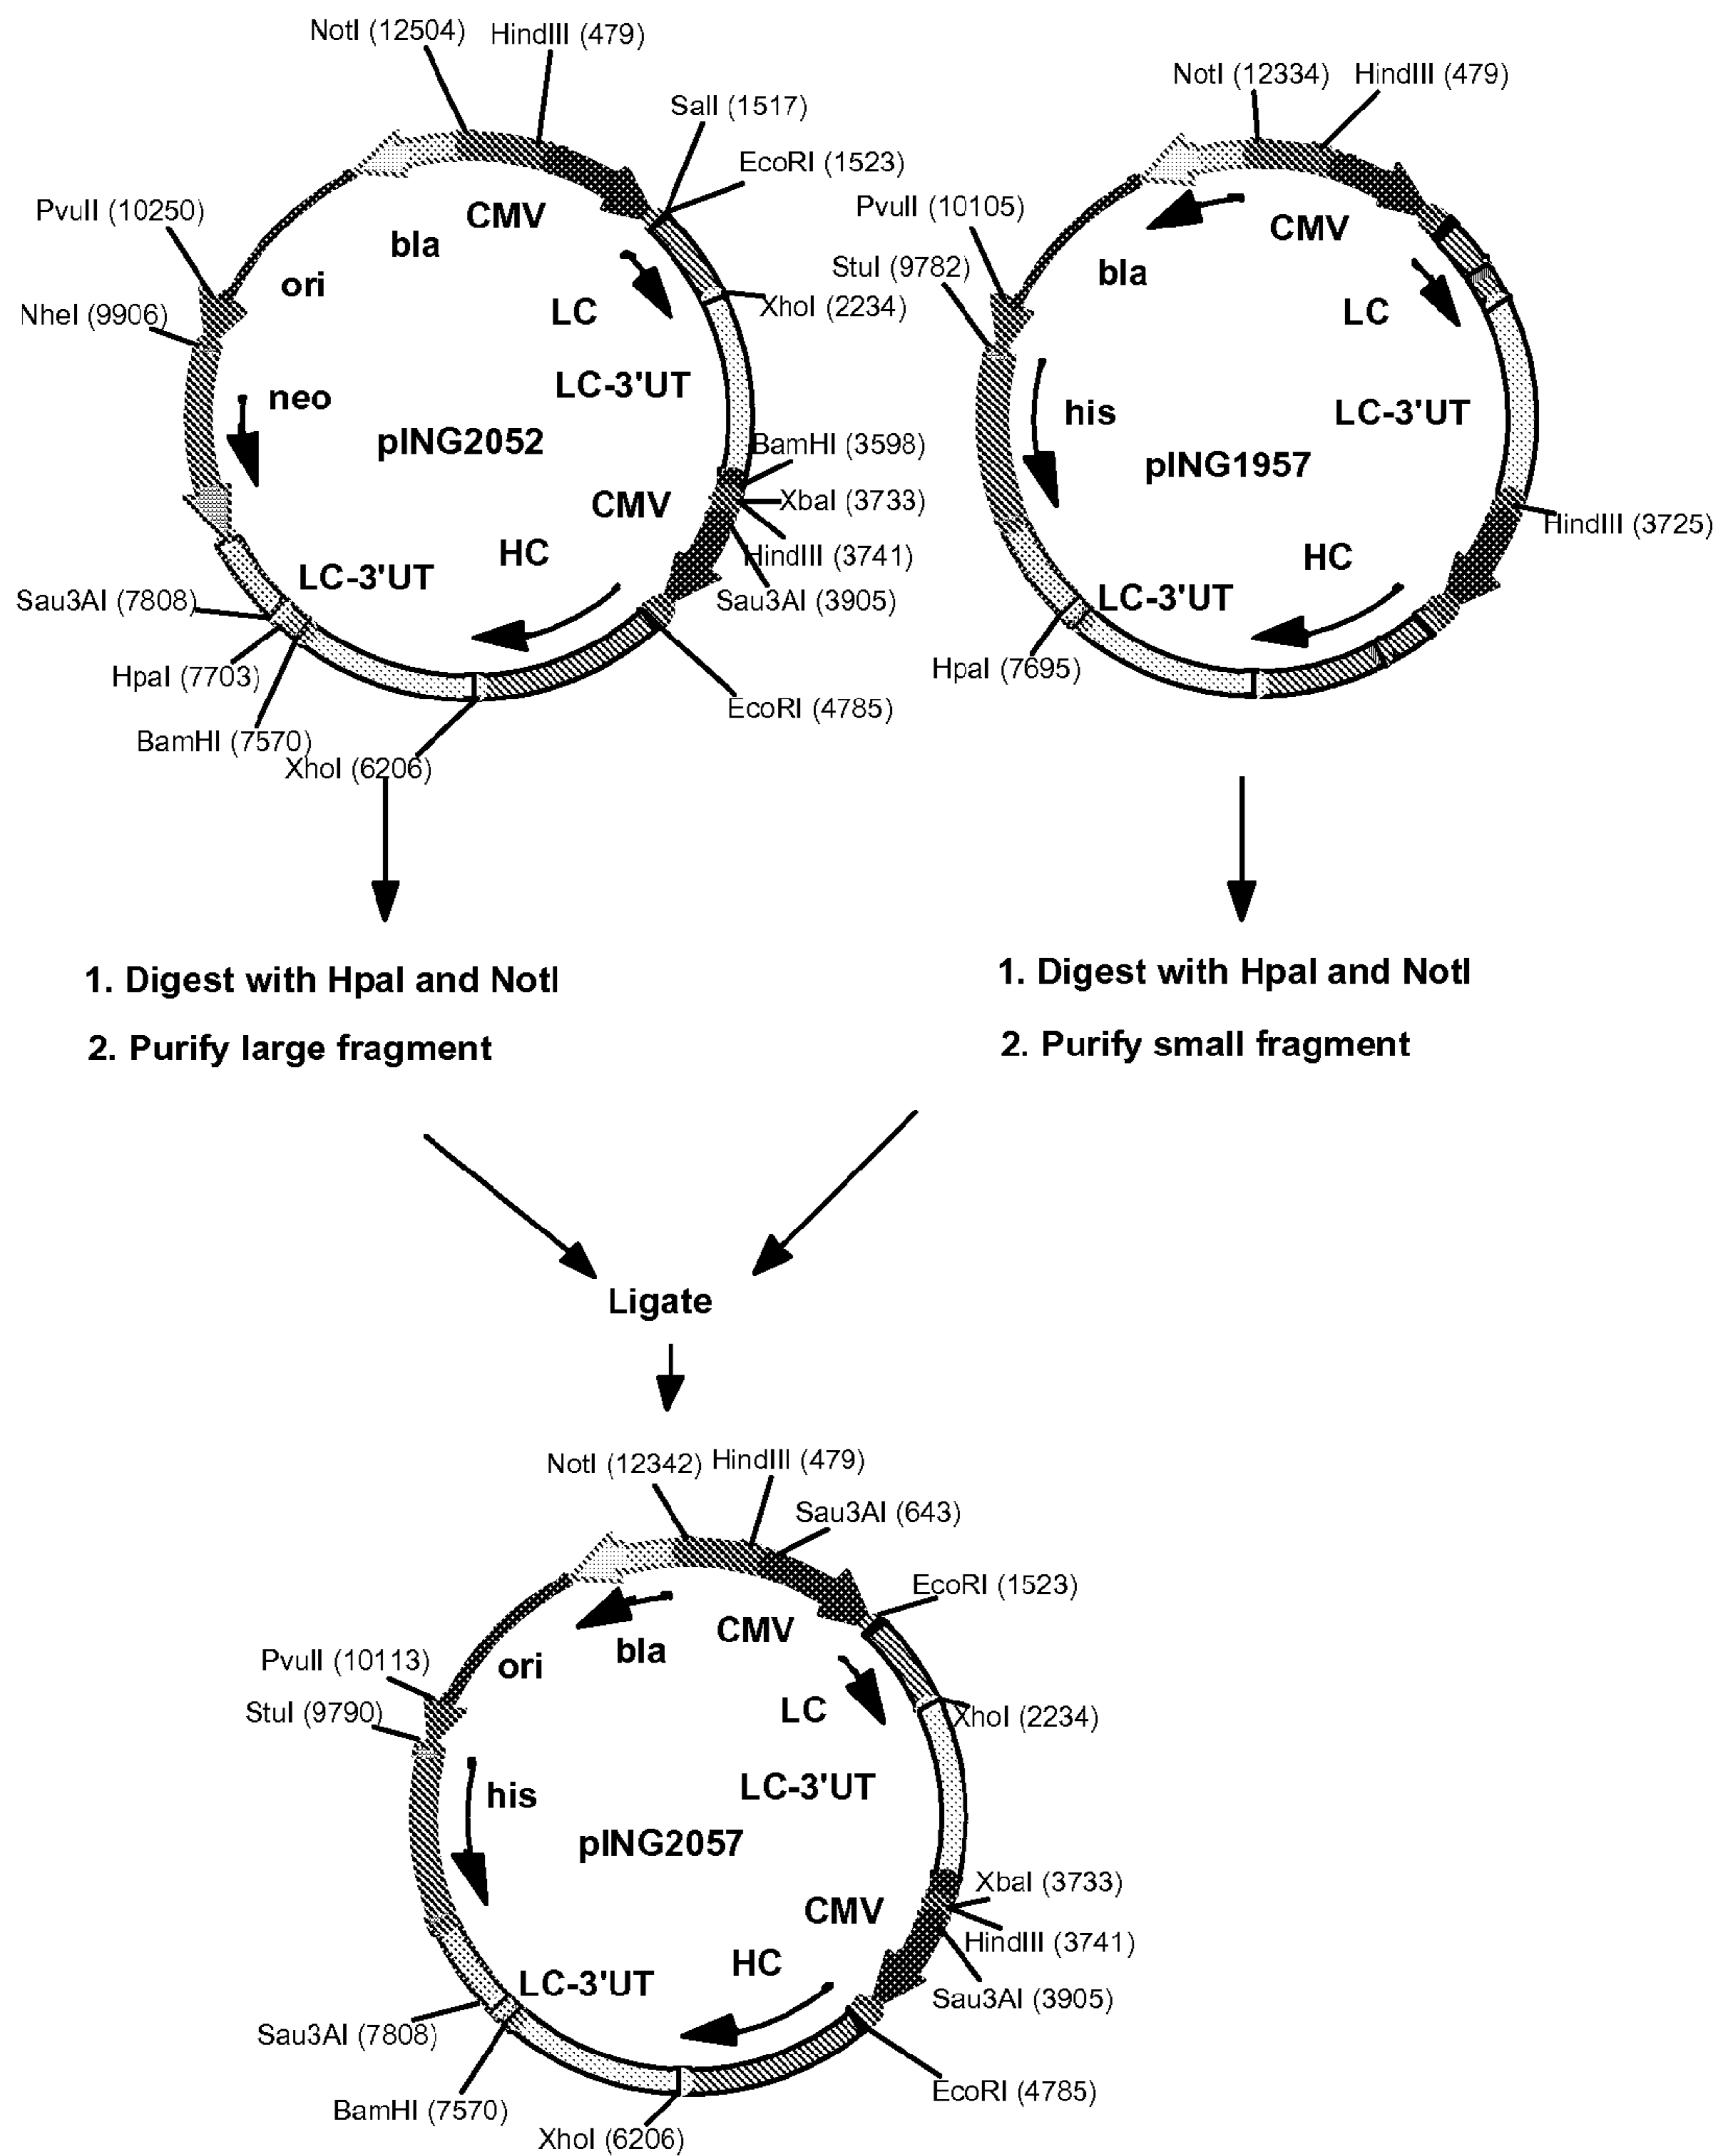 NotI (12504)
HindIII (479)
SalI (1517)
EcoRI (1523)
PvuII (10250)
NheI (9906)
CMV
bla
ori
LC
XhoI (2234)
LC-3'UT
neo
pING2052
BamHI (3598)
XbaI (3733)
CMV
HindIII (3741)
HC
LC-3'UT
Sau3AI (3905)
Sau3AI (7808)
HpaI (7703)
EcoRI (4785)
BamHI (7570)
XhoI (6206)
NotI (12334)
HindIII (479)
PvuII (10105)
StuI (9782)
CMV
bla
LC
his
LC-3'UT
pING1957
HindIII (3725)
HC
LC-3'UT
HpaI (7695)
1. Digest with HpaI and NotI
2. Purify large fragment
1. Digest with HpaI and NotI
2. Purify small fragment
Ligate
NotI (12342)
HindIII (479)
Sau3AI (643)
EcoRI (1523)
CMV
bla
ori
PvuII (10113)
StuI (9790)
LC
XhoI (2234)
his
LC-3'UT
pING2057
XbaI (3733)
CMV
HindIII (3741)
HC
LC-3'UT
Sau3AI (3905)
Sau3AI (7808)
EcoRI (4785)
BamHI (7570)
XhoI (6206)